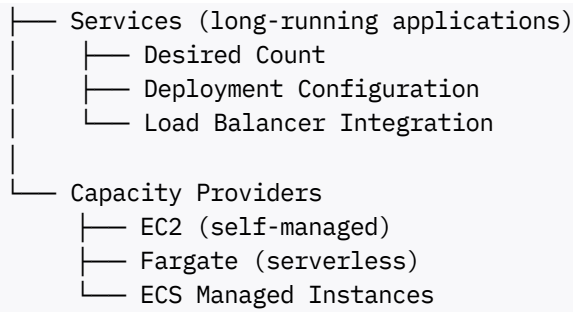 ├── Services (long-running applications)
│    ├── Desired Count
│    ├── Deployment Configuration
│    └── Load Balancer Integration
│
└── Capacity Providers
     ├── EC2 (self-managed)
     ├── Fargate (serverless)
     └── ECS Managed Instances